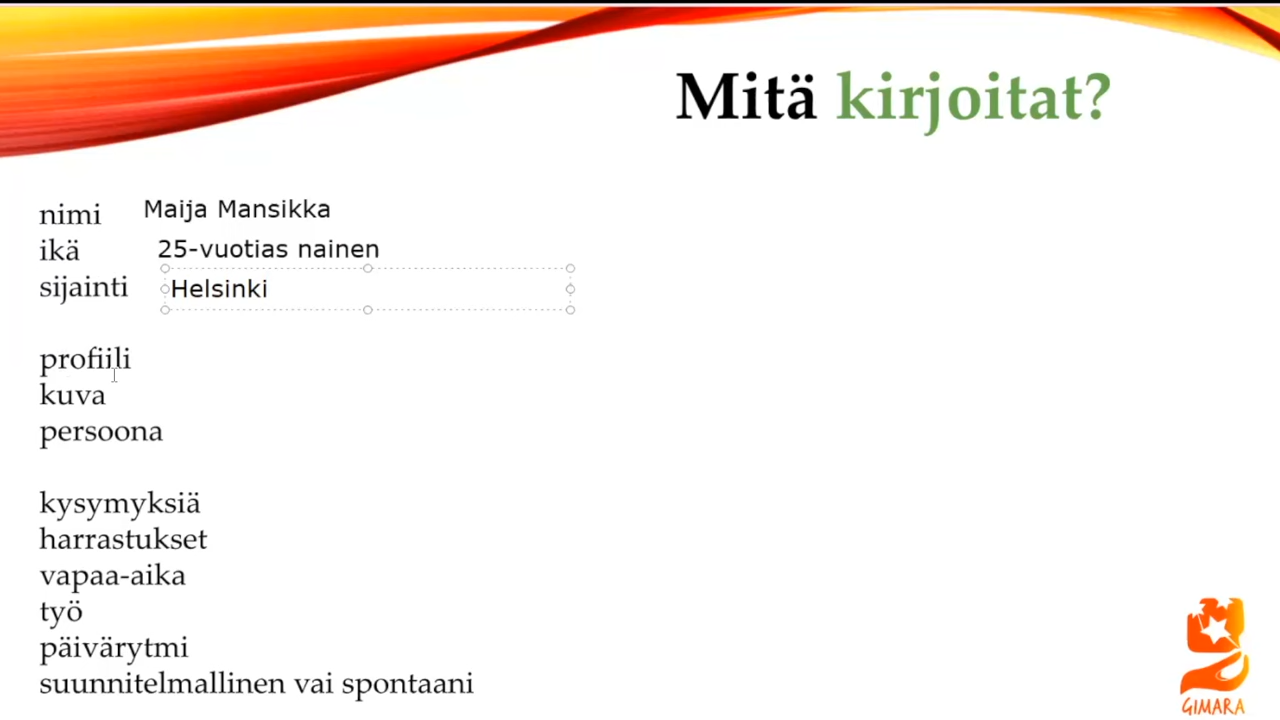 Mitä kirjoitat?
nimi Maija Mansikka
ikä 25-vuotias nainen
sijainti Helsinki
profiili
kuva
persoona
kysymyksiä
harrastukset
vapaa-aika
työ
päivärytmi
suunnitelmallinen vai spontaani
GIMARA